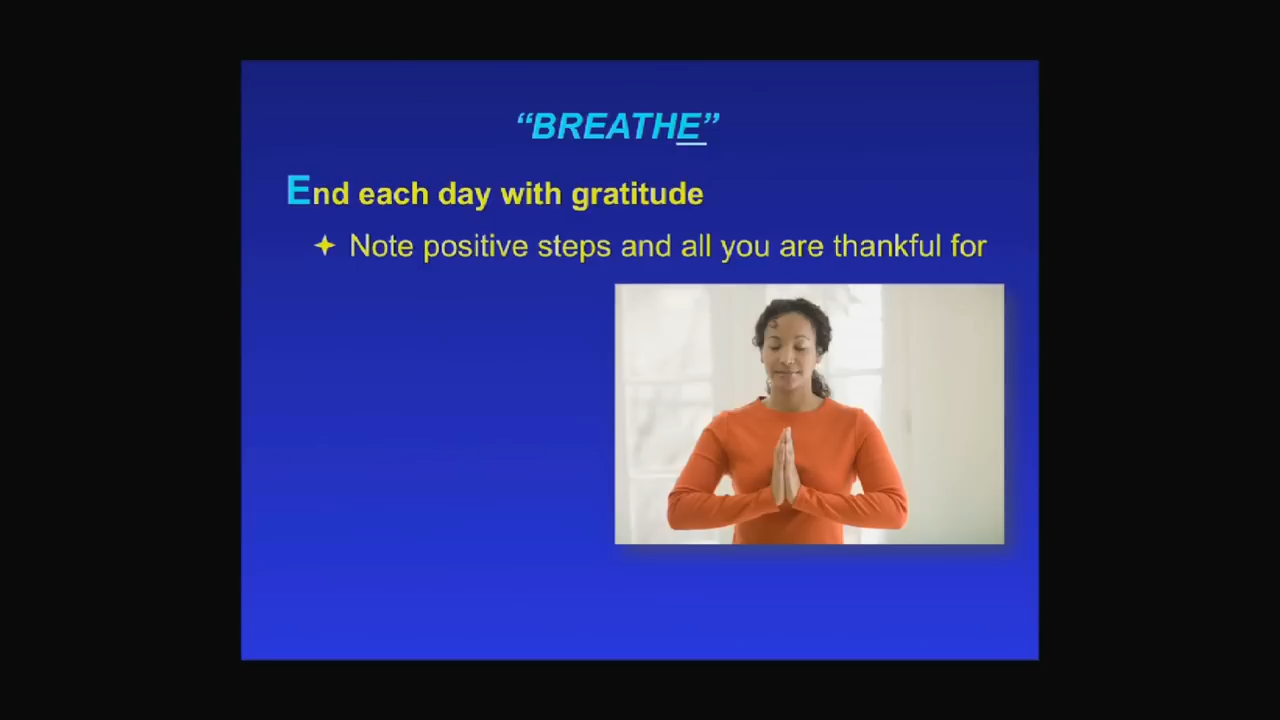 “BREATHE”
End each day with gratitude
✦ Note positive steps and all you are thankful for